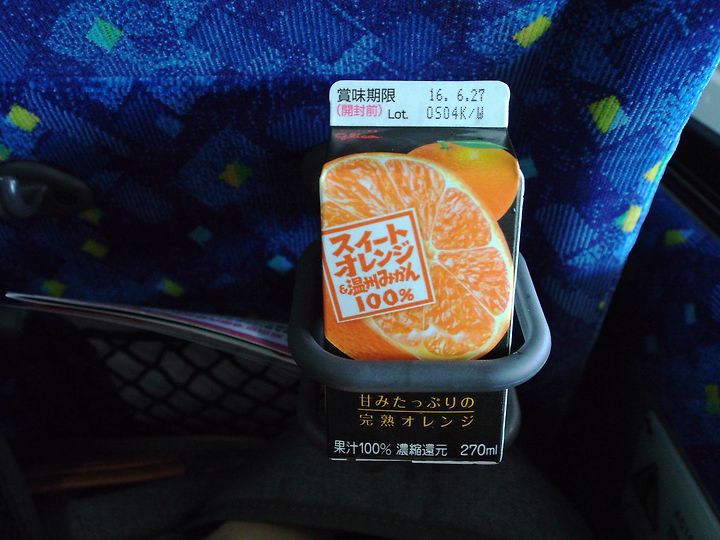 賞味期限 16. 6.27
(開封前) Lot. 0504K/W
glico
スイート
オレンジ
&温州みかん
100%
甘みたっぷりの
完熟オレンジ
果汁100% 濃縮還元 270ml